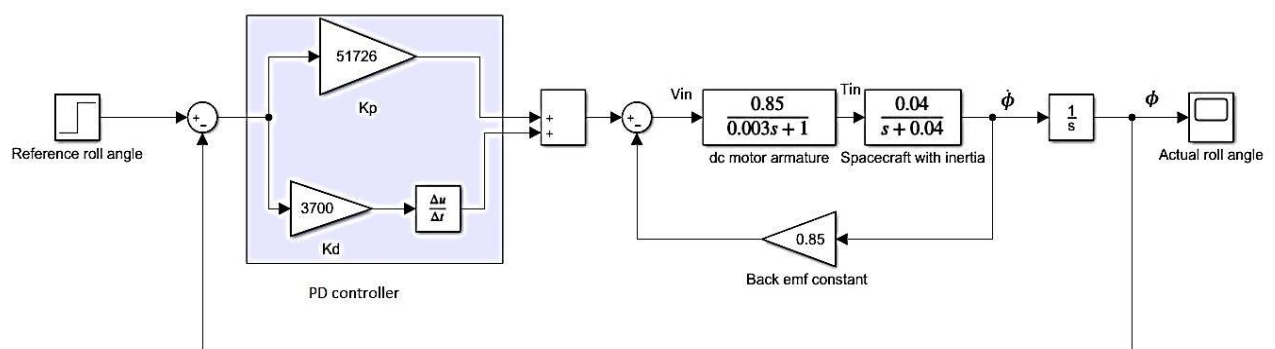 Reference roll angle
+
-
51726
Kp
3700
Kd
Δu
Δt
PD controller
+
+
+
-
Vin
0.85
0.003s + 1
dc motor armature
Tin
0.04
s + 0.04
Spacecraft with inertia
ϕ̇
1
s
ϕ
Actual roll angle
0.85
Back emf constant